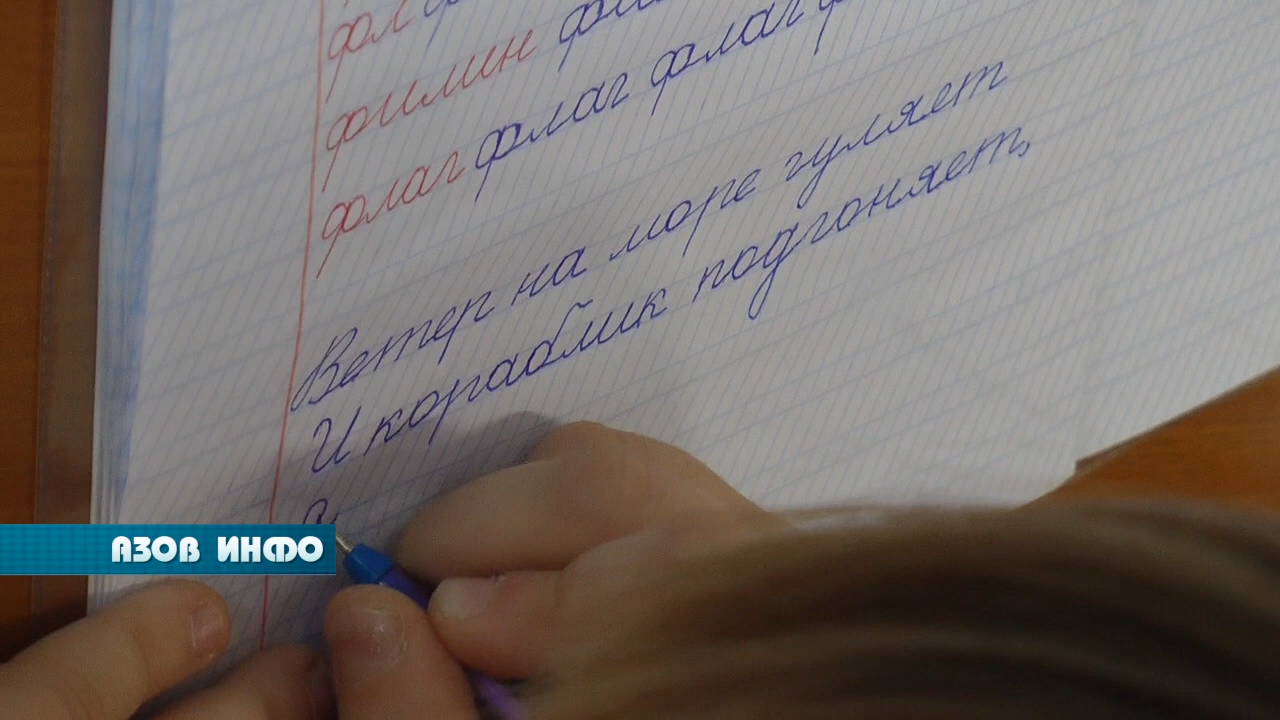 филин
флаг флаг флаг
Ветер на море гуляет
И кораблик подгоняет,
АЗОВ ИНФО